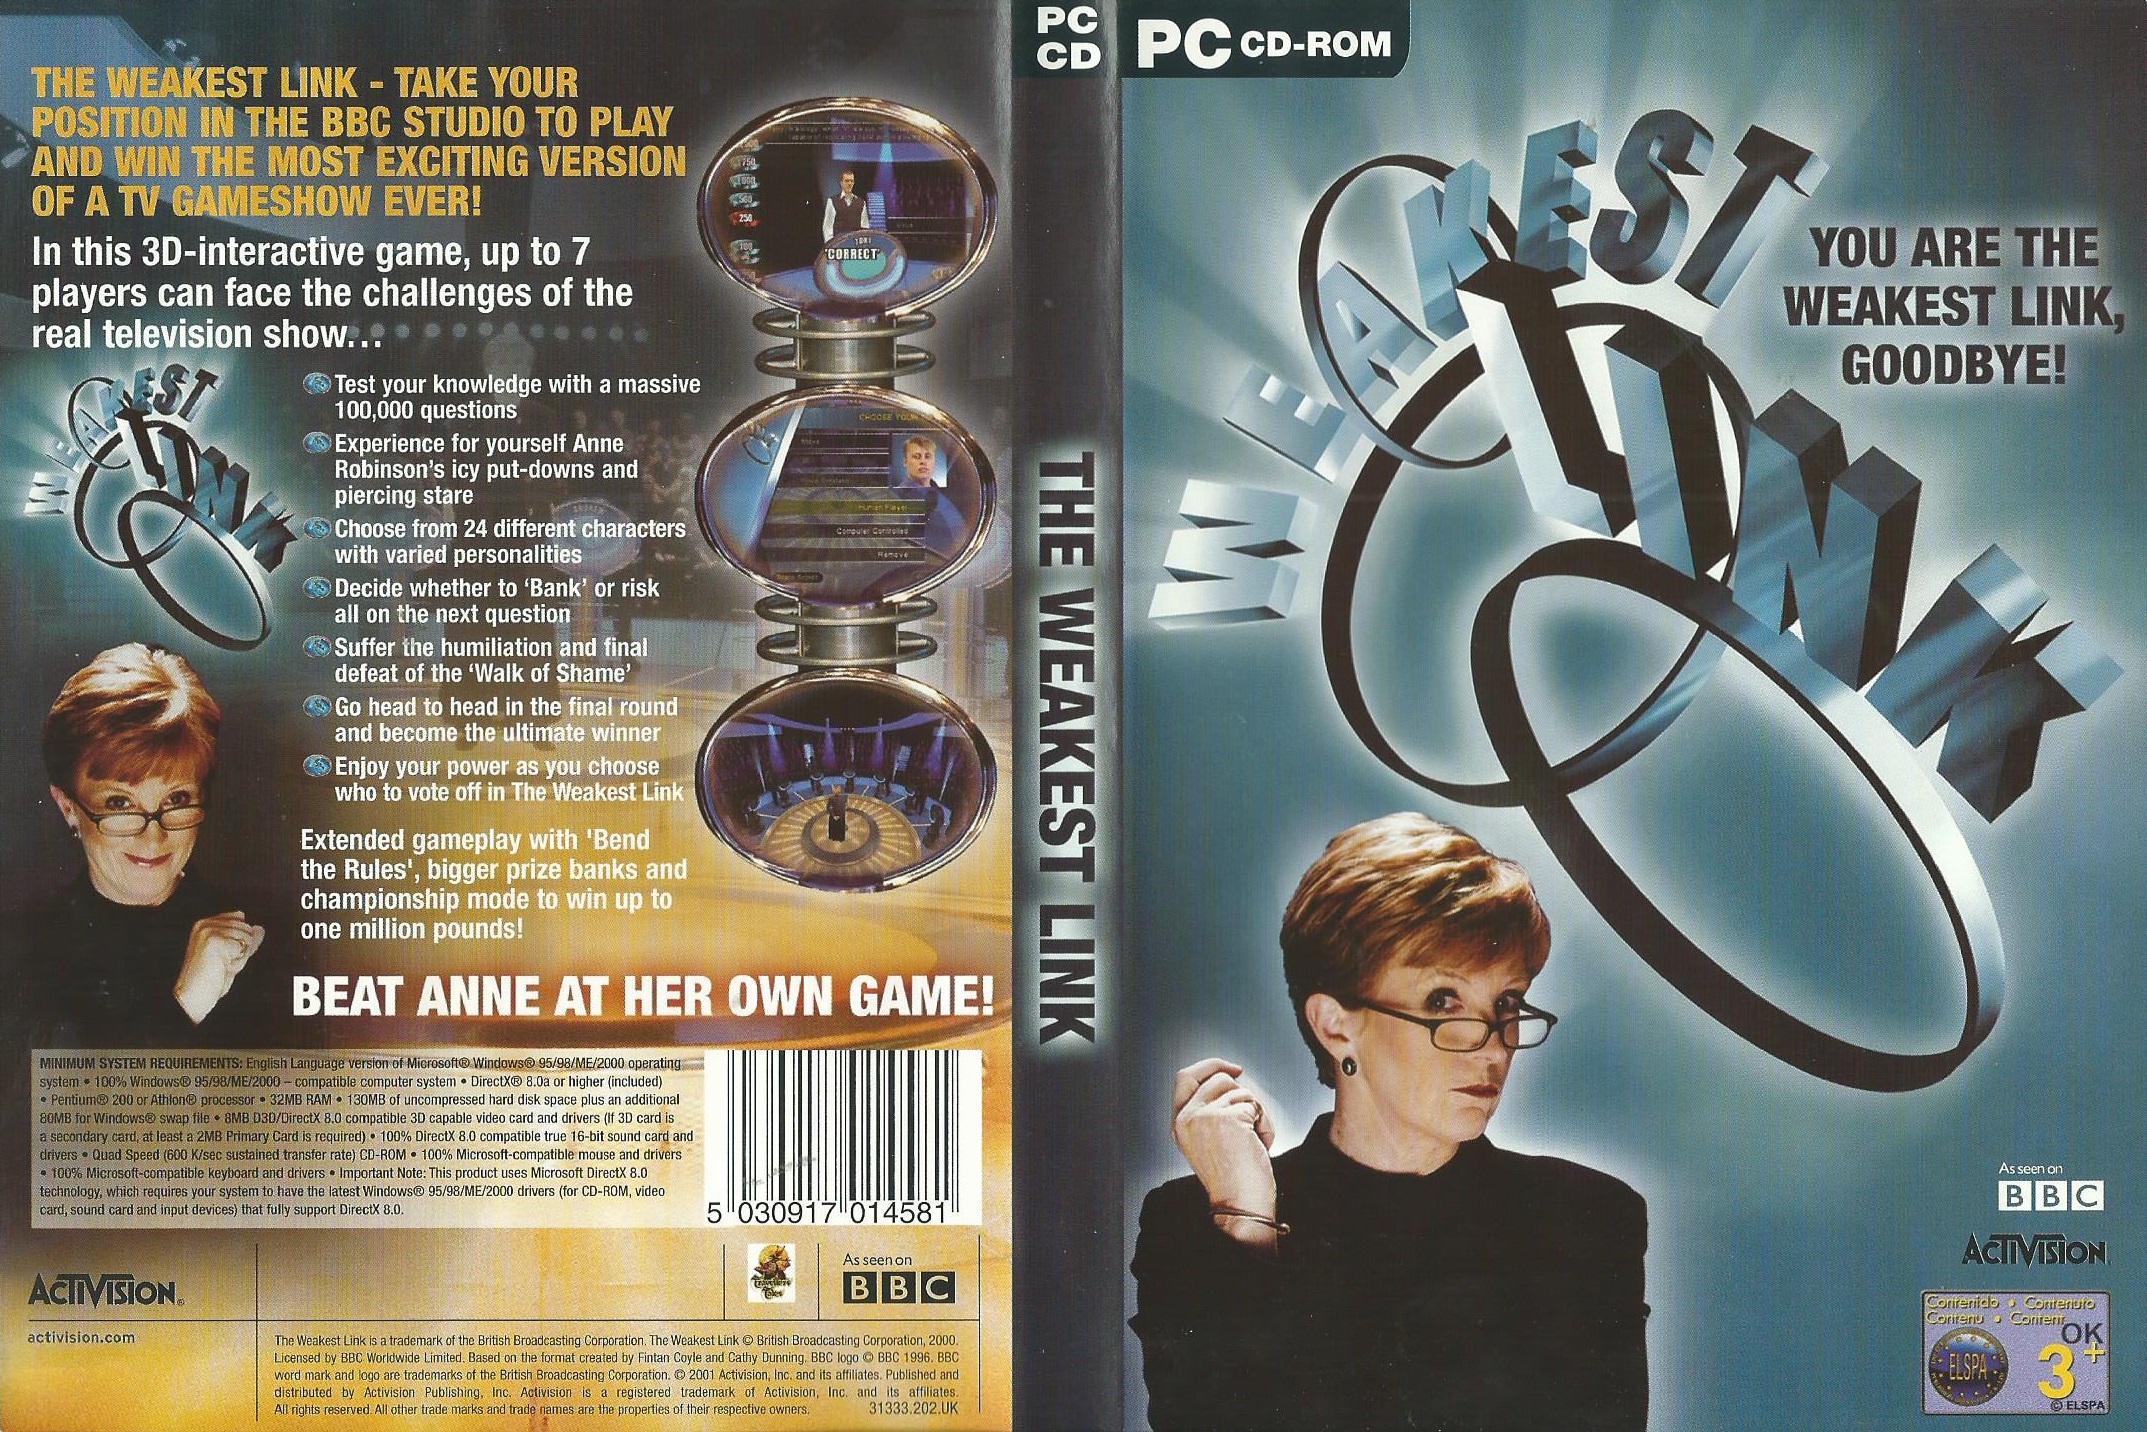 THE WEAKEST LINK - TAKE YOUR
POSITION IN THE BBC STUDIO TO PLAY
AND WIN THE MOST EXCITING VERSION
OF A TV GAMESHOW EVER!
In this 3D-interactive game, up to 7
players can face the challenges of the
real television show...
WEAKEST
LINK
Test your knowledge with a massive
100,000 questions
Experience for yourself Anne
Robinson's icy put-downs and
piercing stare
Choose from 24 different characters
with varied personalities
Decide whether to 'Bank' or risk
all on the next question
Suffer the humiliation and final
defeat of the 'Walk of Shame'
Go head to head in the final round
and become the ultimate winner
Enjoy your power as you choose
who to vote off in The Weakest Link
Extended gameplay with 'Bend
the Rules', bigger prize banks and
championship mode to win up to
one million pounds!
BEAT ANNE AT HER OWN GAME!
250
'CORRECT'
CHOOSE YOUR
Human Player
Computer Controlled
Remove
MINIMUM SYSTEM REQUIREMENTS: English Language version of Microsoft® Windows® 95/98/ME/2000 operating
system • 100% Windows® 95/98/ME/2000 – compatible computer system • DirectX® 8.0a or higher (included)
• Pentium® 200 or Athlon® processor • 32MB RAM • 130MB of uncompressed hard disk space plus an additional
80MB for Windows® swap file • 8MB D3D/DirectX 8.0 compatible 3D capable video card and drivers (If 3D card is
a secondary card, at least a 2MB Primary Card is required) • 100% DirectX 8.0 compatible true 16-bit sound card and
drivers • Quad Speed (600 K/sec sustained transfer rate) CD-ROM • 100% Microsoft-compatible mouse and drivers
• 100% Microsoft-compatible keyboard and drivers • Important Note: This product uses Microsoft DirectX 8.0
technology, which requires your system to have the latest Windows® 95/98/ME/2000 drivers (for CD-ROM, video
card, sound card and input devices) that fully support DirectX 8.0.
5 030917 014581
ACTIVISION®
activision.com
Travellers Tales
As seen on
BBC
The Weakest Link is a trademark of the British Broadcasting Corporation. The Weakest Link © British Broadcasting Corporation, 2000.
Licensed by BBC Worldwide Limited. Based on the format created by Fintan Coyle and Cathy Dunning. BBC logo © BBC 1996. BBC
word mark and logo are trademarks of the British Broadcasting Corporation. © 2001 Activision, Inc. and its affiliates. Published and
distributed by Activision Publishing, Inc. Activision is a registered trademark of Activision, Inc. and its affiliates.
All rights reserved. All other trade marks and trade names are the properties of their respective owners. 31333.202.UK
PC
CD
THE WEAKEST LINK
PC CD-ROM
WEAKEST
LINK
YOU ARE THE
WEAKEST LINK,
GOODBYE!
As seen on
BBC
ACTIVISION
Contenido • Contenuto
Contenu • Content
OK
ELSPA
3+
© ELSPA